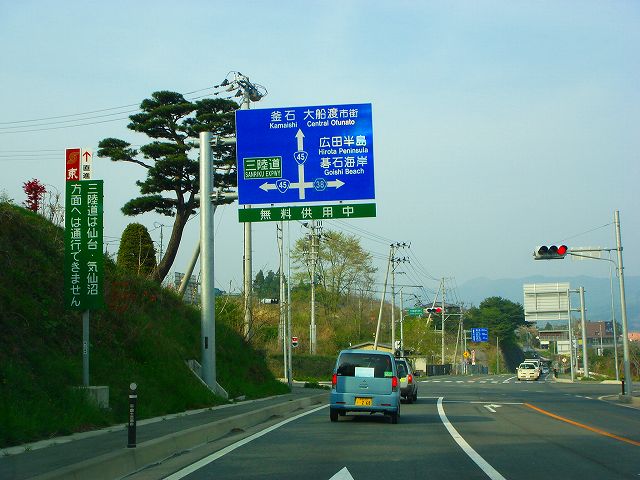 釜石 大船渡市街
Kamaishi Central Ofunato
広田半島
Hirota Peninsula
碁石海岸
Goishi Beach
三陸道
SANRIKU EXPWY
45
45
38
無料供用中
直進
三陸道は仙台・気仙沼
方面へは通行できません